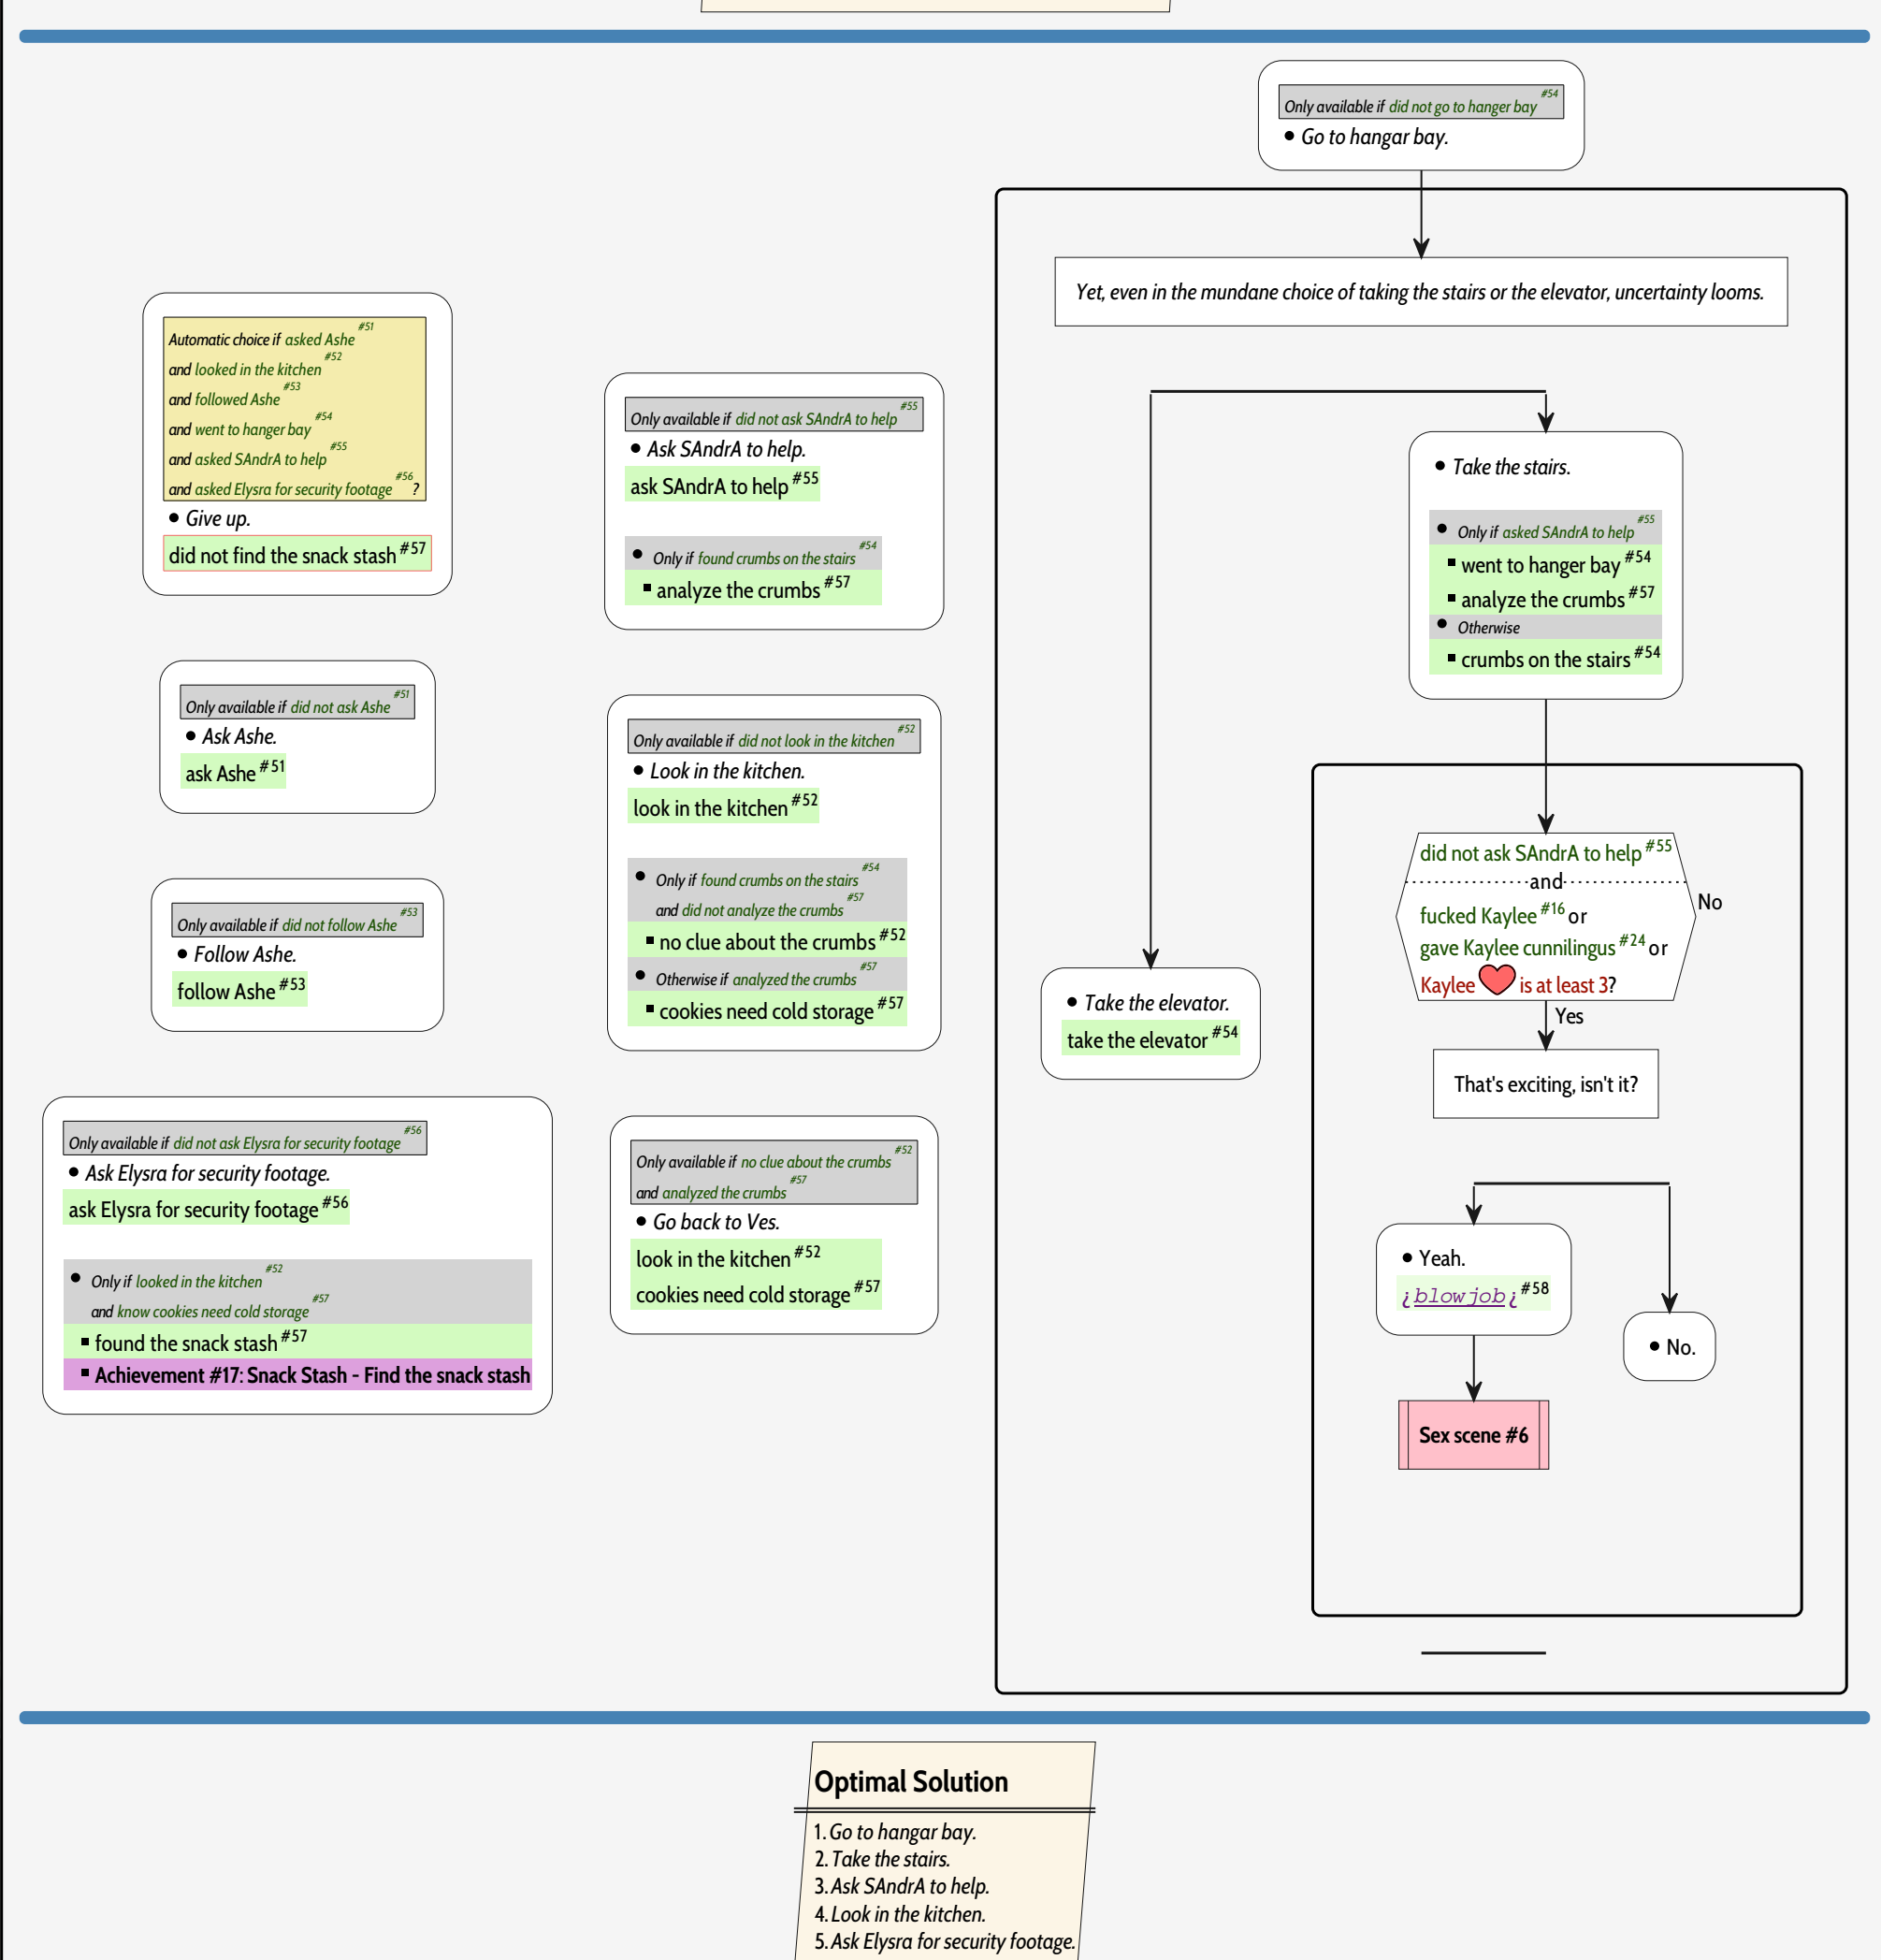 Only available if did not go to hanger bay #54
• Go to hangar bay.
Yet, even in the mundane choice of taking the stairs or the elevator, uncertainty looms.
Automatic choice if asked Ashe #51
and looked in the kitchen #52
and followed Ashe #53
and went to hanger bay #54
and asked SAndrA to help #55
and asked Elysra for security footage #56 ?
• Give up.
did not find the snack stash #57
Only available if did not ask Ashe #51
• Ask Ashe.
ask Ashe #51
Only available if did not follow Ashe #53
• Follow Ashe.
follow Ashe #53
Only available if did not ask Elysra for security footage #56
• Ask Elysra for security footage.
ask Elysra for security footage #56
• Only if looked in the kitchen #52
and know cookies need cold storage #57
▪ found the snack stash #57
▪ Achievement #17: Snack Stash - Find the snack stash
Only available if did not ask SAndrA to help #55
• Ask SAndrA to help.
ask SAndrA to help #55
• Only if found crumbs on the stairs #54
▪ analyze the crumbs #57
Only available if did not look in the kitchen #52
• Look in the kitchen.
look in the kitchen #52
• Only if found crumbs on the stairs #54
and did not analyze the crumbs #57
▪ no clue about the crumbs #52
• Otherwise if analyzed the crumbs #57
▪ cookies need cold storage #57
Only available if no clue about the crumbs #52
and analyzed the crumbs #57
• Go back to Ves.
look in the kitchen #52
cookies need cold storage #57
• Take the elevator.
take the elevator #54
• Take the stairs.
• Only if asked SAndrA to help #55
▪ went to hanger bay #54
▪ analyze the crumbs #57
• Otherwise
▪ crumbs on the stairs #54
did not ask SAndrA to help #55
and
fucked Kaylee #16 or
gave Kaylee cunnilingus #24 or
Kaylee ❤ is at least 3?
No
Yes
That's exciting, isn't it?
• Yeah.
¿blowjob¿ #58
• No.
Sex scene #6
Optimal Solution
1. Go to hangar bay.
2. Take the stairs.
3. Ask SAndrA to help.
4. Look in the kitchen.
5. Ask Elysra for security footage.